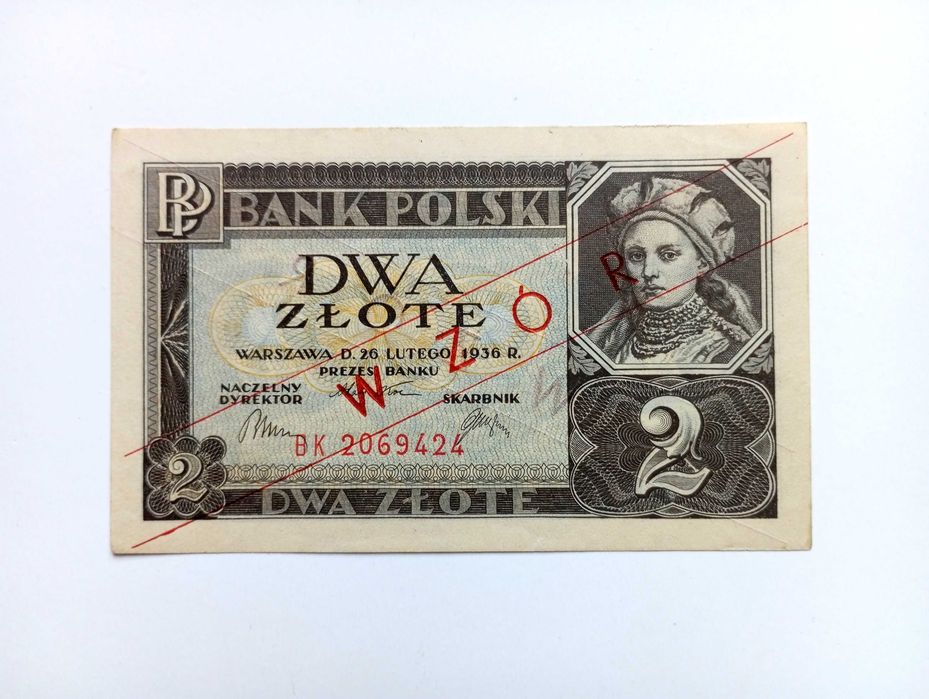 BP
BANK POLSKI
DWA
ZŁOTE
WARSZAWA D. 26 LUTEGO 1936 R.
PREZES BANKU
NACZELNY
DYREKTOR
SKARBNIK
WZÓR
BK 2069424
2
2
DWA ZŁOTE